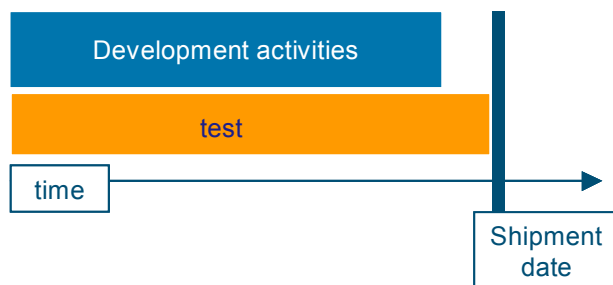 Development activities
test
time
Shipment
date